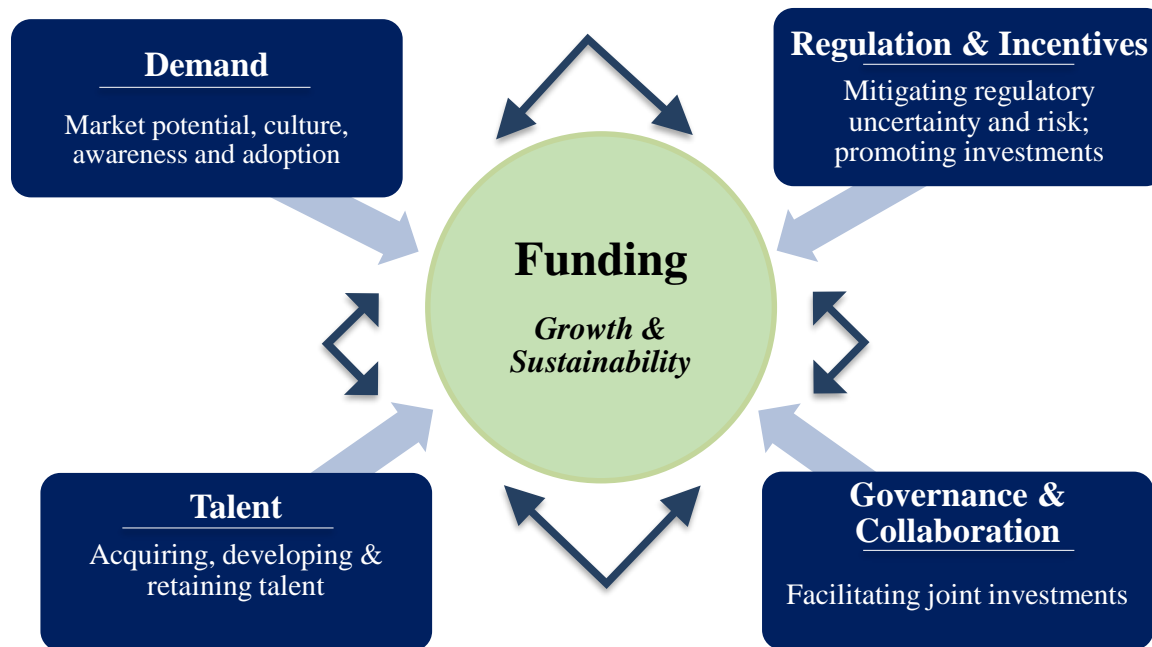 Demand
Market potential, culture,
awareness and adoption
Regulation & Incentives
Mitigating regulatory
uncertainty and risk;
promoting investments
Funding
Growth &
Sustainability
Talent
Acquiring, developing &
retaining talent
Governance &
Collaboration
Facilitating joint investments